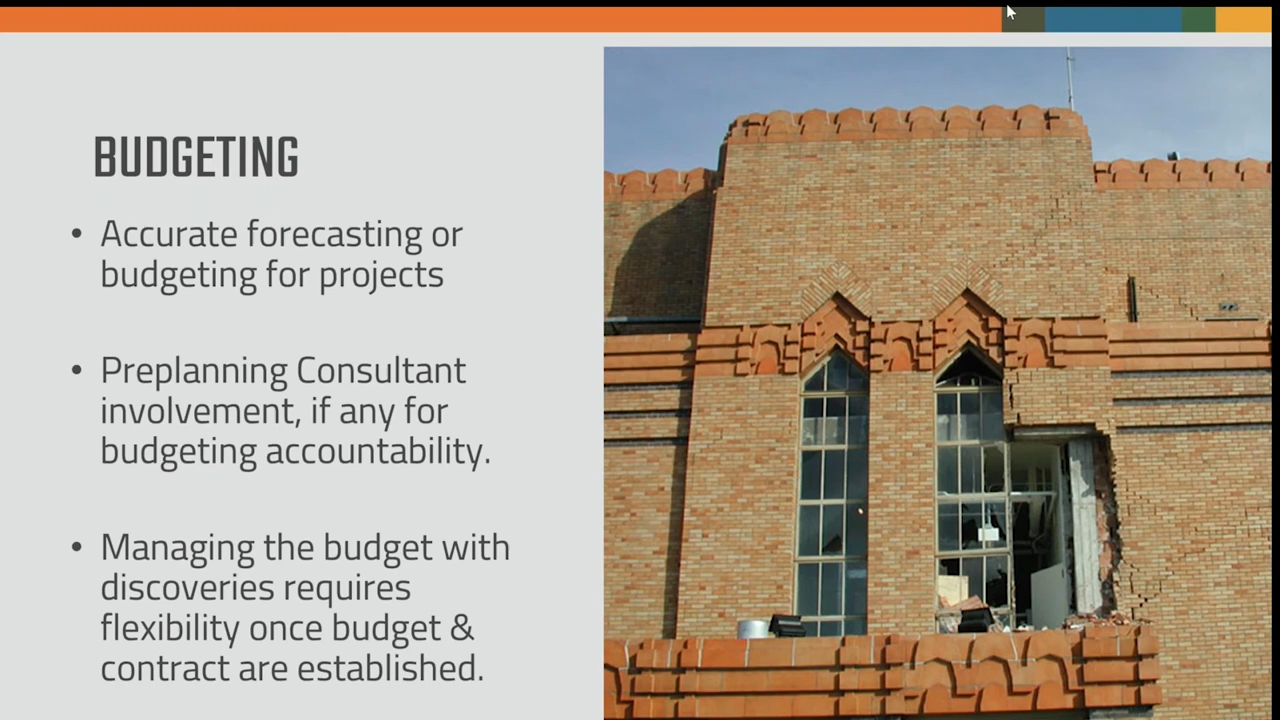 BUDGETING
• Accurate forecasting or
budgeting for projects
• Preplanning Consultant
involvement, if any for
budgeting accountability.
• Managing the budget with
discoveries requires
flexibility once budget &
contract are established.